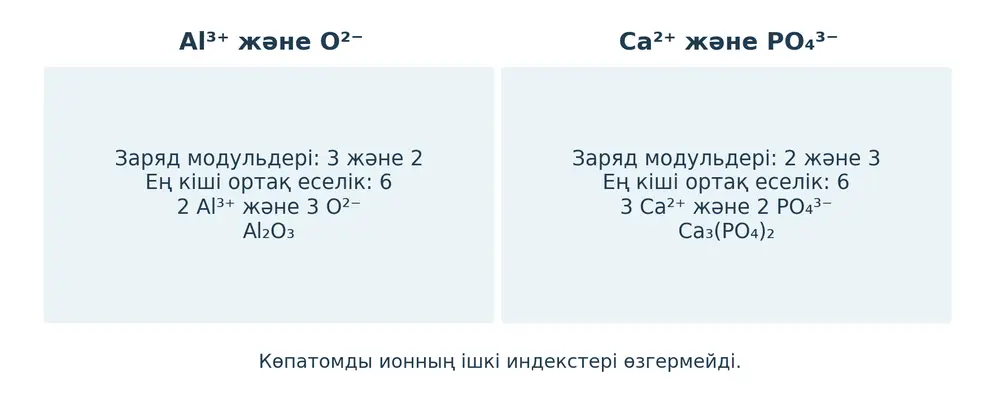 Al³⁺ және O²⁻
Заряд модульдері: 3 және 2
Ең кіші ортақ еселік: 6
2 Al³⁺ және 3 O²⁻
Al₂O₃
Ca²⁺ және PO₄³⁻
Заряд модульдері: 2 және 3
Ең кіші ортақ еселік: 6
3 Ca²⁺ және 2 PO₄³⁻
Ca₃(PO₄)₂
Көпатомды ионның ішкі индекстері өзгермейді.